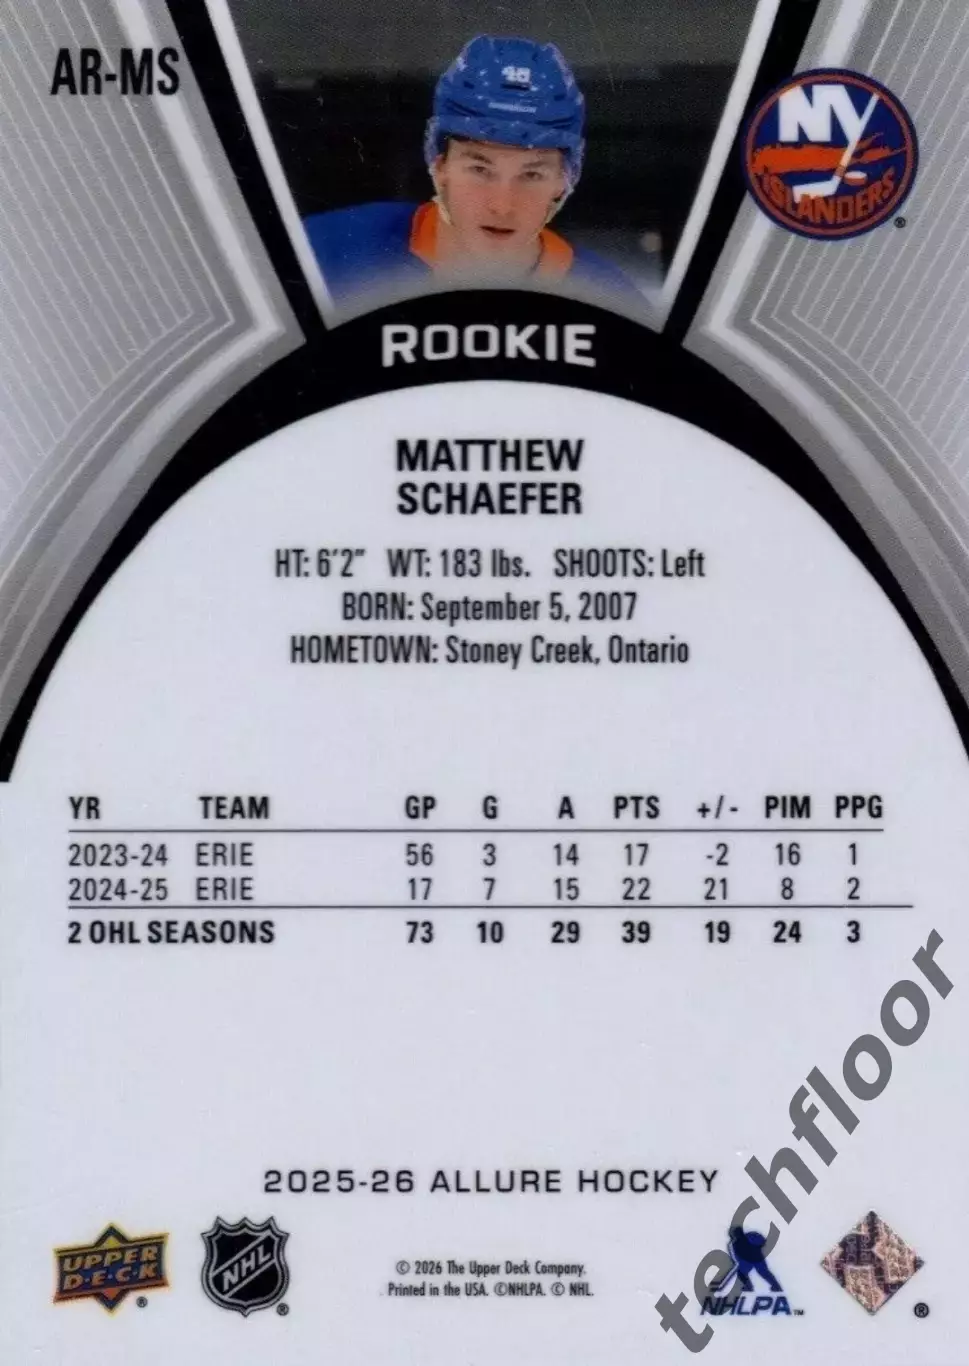 AR-MS
48
NY
ISLANDERS
®
ROOKIE
MATTHEW
SCHAEFER
HT: 6'2" WT: 183 lbs. SHOOTS: Left
BORN: September 5, 2007
HOMETOWN: Stoney Creek, Ontario
YR TEAM GP G A PTS +/- PIM PPG
2023-24 ERIE 56 3 14 17 -2 16 1
2024-25 ERIE 17 7 15 22 21 8 2
2 OHL SEASONS 73 10 29 39 19 24 3
2025-26 ALLURE HOCKEY
UPPER
D·E·C·K
®
NHL
®
© 2026 The Upper Deck Company.
Printed in the USA. ©NHLPA. © NHL.
NHLPA™
®
techfloor